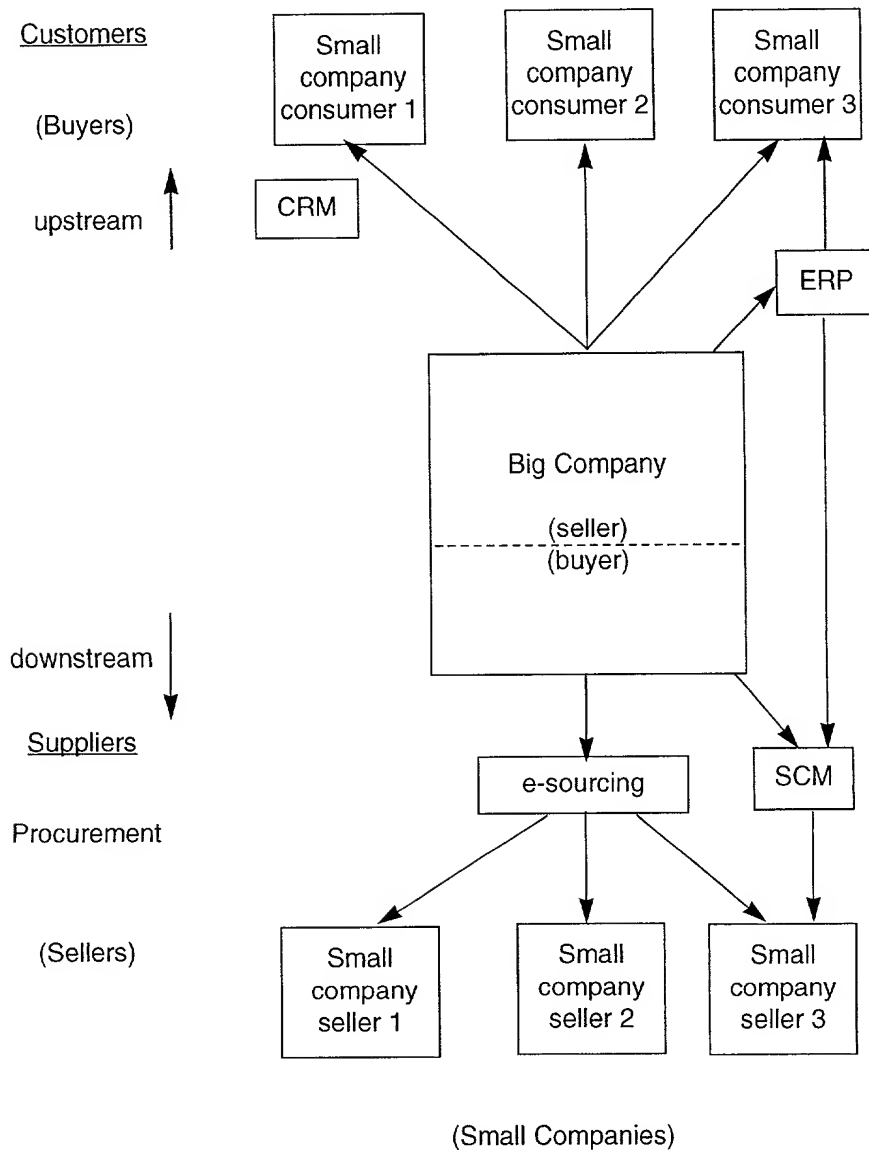 Customers
Small
company
consumer 1
Small
company
consumer 2
Small
company
consumer 3
(Buyers)
upstream
CRM
ERP
Big Company
(seller)
(buyer)
downstream
Suppliers
e-sourcing
SCM
Procurement
(Sellers)
Small
company
seller 1
Small
company
seller 2
Small
company
seller 3
(Small Companies)